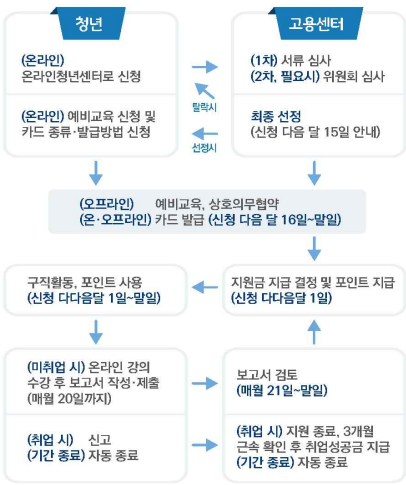 청년
고용센터
(온라인)
온라인청년센터로 신청
(1차) 서류 심사
(2차, 필요시) 위원회 심사
탈락시
(온라인) 예비교육 신청 및
카드 종류·발급방법 신청
최종 선정
(신청 다음 달 15일 안내)
선정시
(오프라인) 예비교육, 상호의무협약
(온·오프라인) 카드 발급 (신청 다음 달 16일~말일)
구직활동, 포인트 사용
(신청 다다음달 1일~말일)
지원금 지급 결정 및 포인트 지급
(신청 다다음달 1일)
(미취업 시) 온라인 강의
수강 후 보고서 작성·제출
(매월 20일까지)
보고서 검토
(매월 21일~말일)
(취업 시) 신고
(기간 종료) 자동 종료
(취업 시) 지원 종료, 3개월
근속 확인 후 취업성공금 지급
(기간 종료) 자동 종료